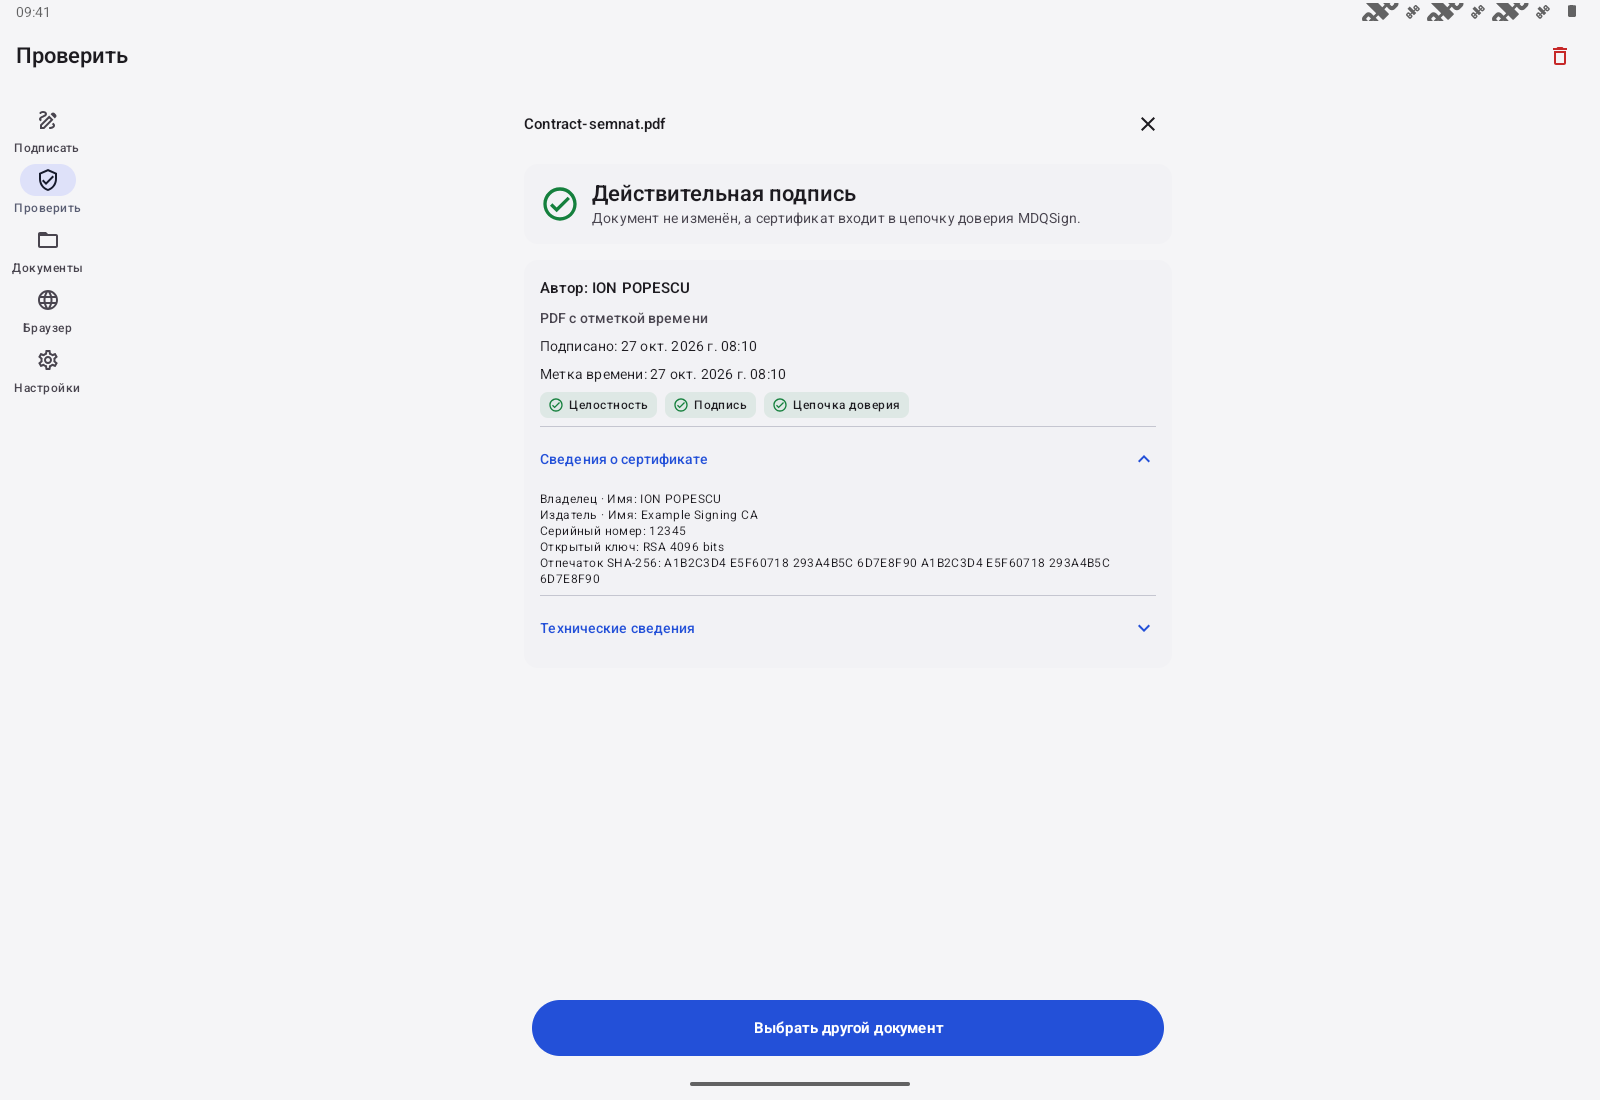 09:41
Проверить
Подписать
Проверить
Документы
Браузер
Настройки
Contract-semnat.pdf
Действительная подпись
Документ не изменён, а сертификат входит в цепочку доверия MDQSign.
Автор: ION POPESCU
PDF с отметкой времени
Подписано: 27 окт. 2026 г. 08:10
Метка времени: 27 окт. 2026 г. 08:10
Целостность Подпись Цепочка доверия
Сведения о сертификате
Владелец · Имя: ION POPESCU
Издатель · Имя: Example Signing CA
Серийный номер: 12345
Открытый ключ: RSA 4096 bits
Отпечаток SHA-256: A1B2C3D4 E5F60718 293A4B5C 6D7E8F90 A1B2C3D4 E5F60718 293A4B5C
6D7E8F90
Технические сведения
Выбрать другой документ